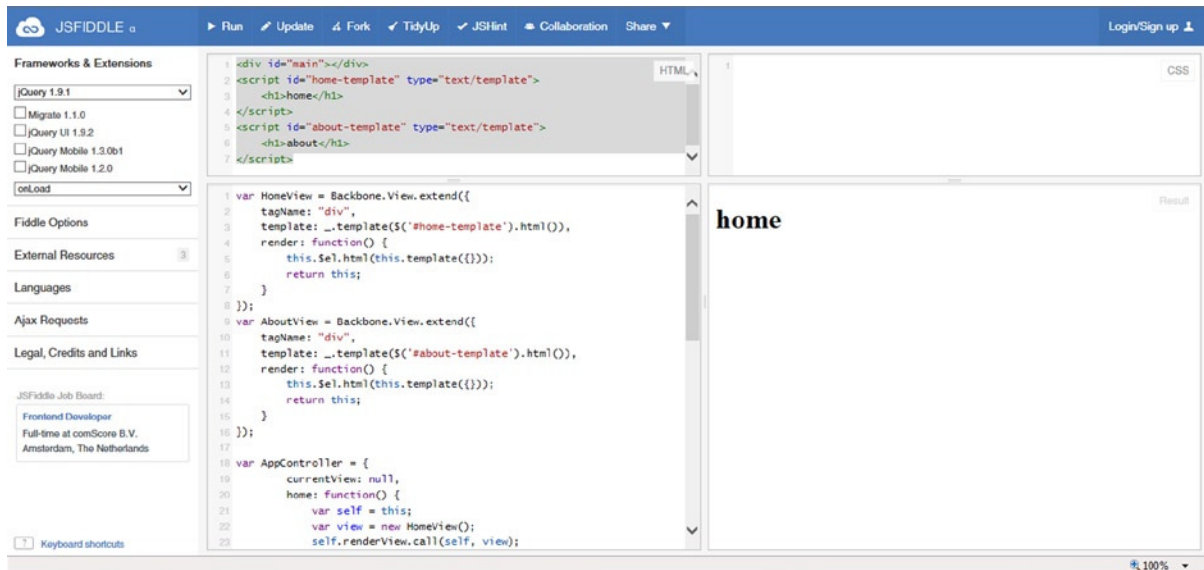 JSFIDDLE α
Run Update Fork TidyUp JSHint Collaboration Share ▼ Login/Sign up
Frameworks & Extensions
jQuery 1.9.1
Migrate 1.1.0
jQuery UI 1.9.2
jQuery Mobile 1.3.0b1
jQuery Mobile 1.2.0
onLoad
Fiddle Options
External Resources 3
Languages
Ajax Requests
Legal, Credits and Links
JSFiddle Job Board:
Frontend Developer
Full-time at comScore B.V.
Amsterdam, The Netherlands
Keyboard shortcuts
HTML
1 <div id="main"></div>
2 <script id="home-template" type="text/template">
3 <h1>home</h1>
4 </script>
5 <script id="about-template" type="text/template">
6 <h1>about</h1>
7 </script>
1 var HomeView = Backbone.View.extend({
2 tagName: "div",
3 template: _.template($('#home-template').html()),
4 render: function() {
5 this.$el.html(this.template({}));
6 return this;
7 }
8 });
9 var AboutView = Backbone.View.extend({
10 tagName: "div",
11 template: _.template($('#about-template').html()),
12 render: function() {
13 this.$el.html(this.template({}));
14 return this;
15 }
16 });
17
18 var AppController = {
19 currentView: null,
20 home: function() {
21 var self = this;
22 var view = new HomeView();
23 self.renderView.call(self, view);
1
CSS
Result
home
100%